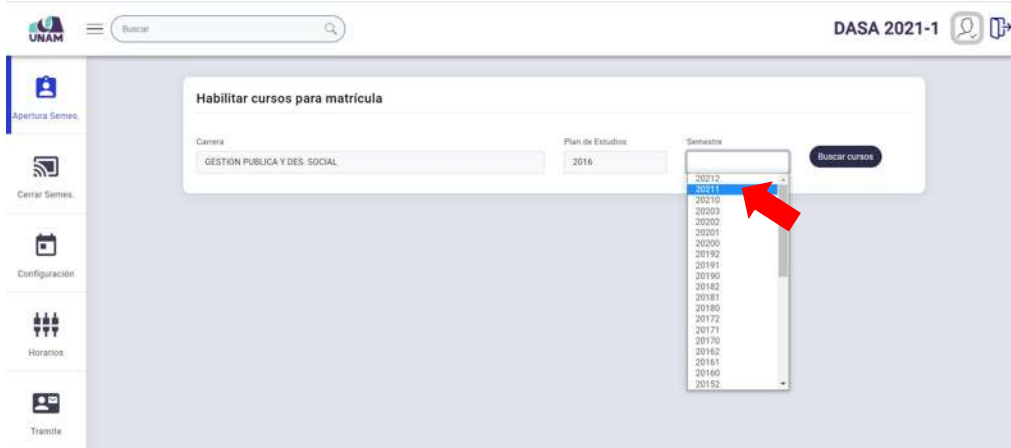 UNAM
Buscar
DASA 2021-1
Apertura Semes.
Cerrar Semes.
Configuración
Horarios
Tramite
Habilitar cursos para matrícula
Carrera
GESTION PUBLICA Y DES. SOCIAL
Plan de Estudios
2016
Semestre
Buscar cursos
20212
20211
20210
20203
20202
20201
20200
20192
20191
20190
20182
20181
20180
20172
20171
20170
20162
20161
20160
20152